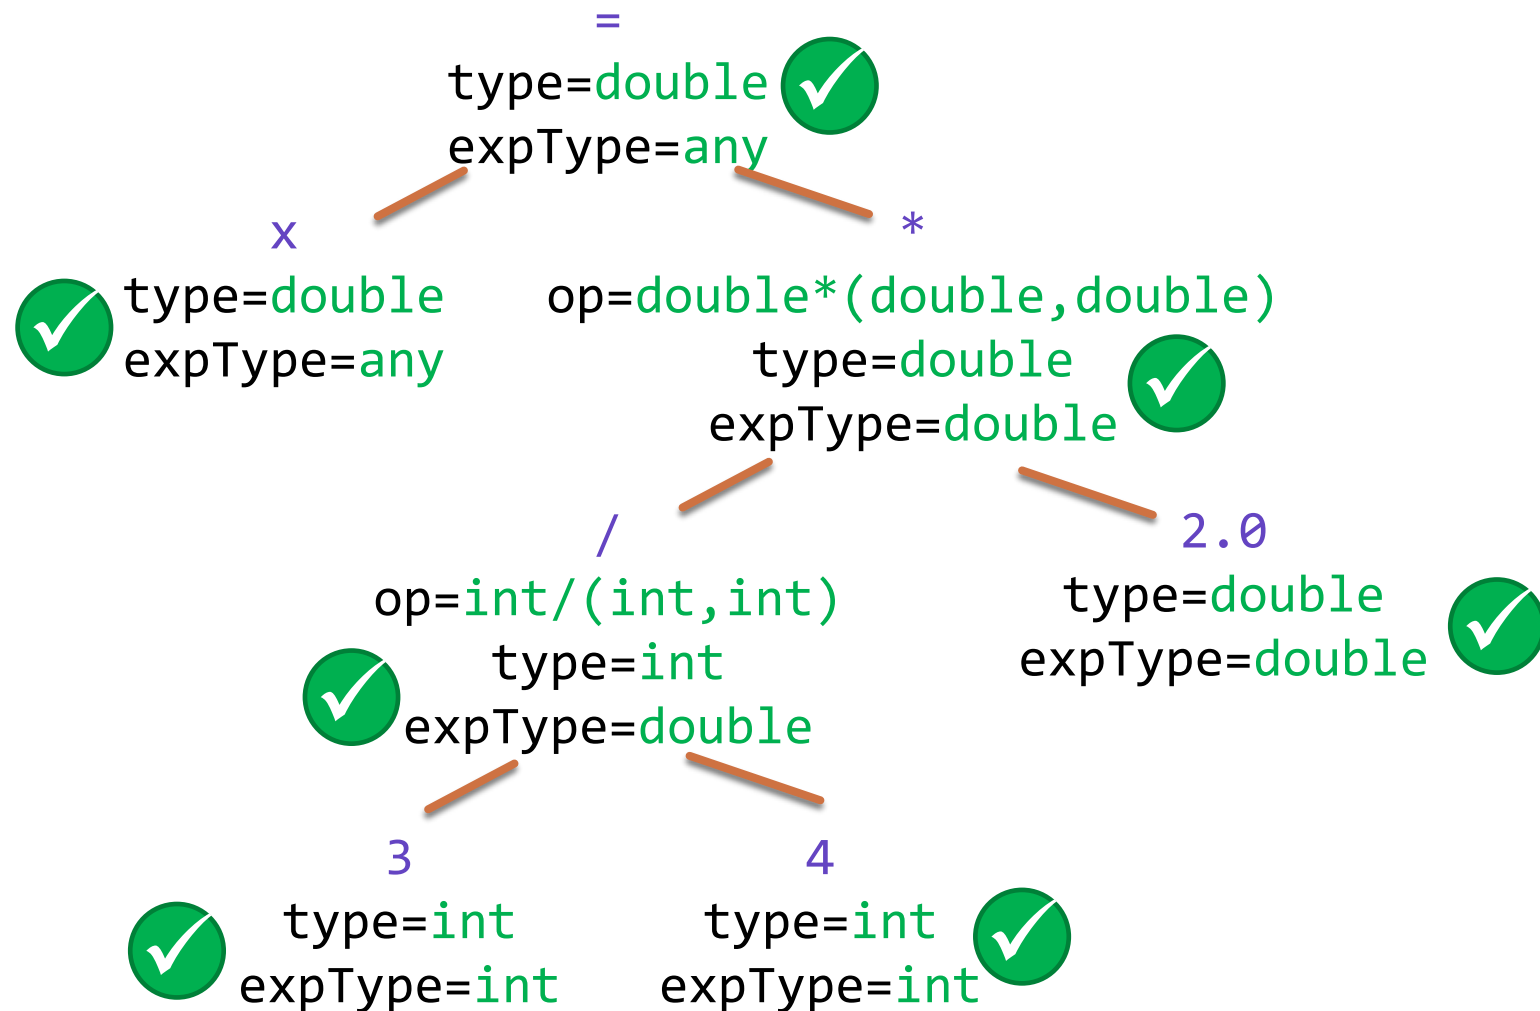 =
type=double
expType=any
x
type=double
expType=any
*
op=double*(double,double)
type=double
expType=double
/
op=int/(int,int)
type=int
expType=double
2.0
type=double
expType=double
3
type=int
expType=int
4
type=int
expType=int